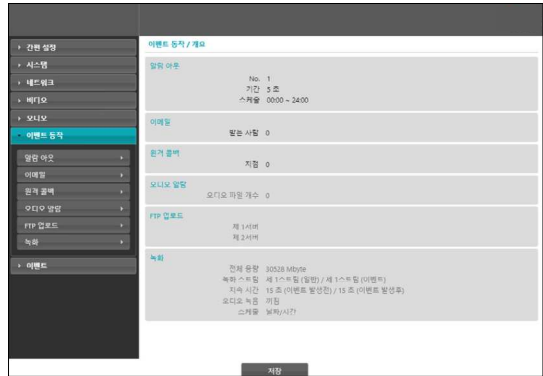 간편 설정
시스템
네트워크
비디오
오디오
이벤트 동작
알람 아웃
이메일
원격 콜백
오디오 알람
FTP 업로드
녹화
이벤트
이벤트 동작 / 개요
알람 아웃
No. 1
기간 5 초
스케쥴 00:00 ~ 24:00
이메일
받는 사람 0
원격 콜백
지점 0
오디오 알람
오디오 파일 개수 0
FTP 업로드
제 1서버
제 2서버
녹화
전체 용량 30528 Mbyte
녹화 스트림 제 1스트림 (일반) / 제 1스트림 (이벤트)
지속 시간 15 초 (이벤트 발생전) / 15 초 (이벤트 발생후)
오디오 녹음 꺼짐
스케쥴 날짜/시간
저장